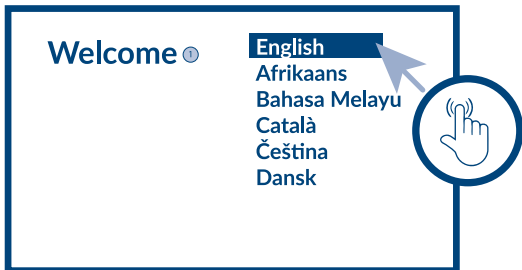 Welcome 1
English
Afrikaans
Bahasa Melayu
Català
Čeština
Dansk